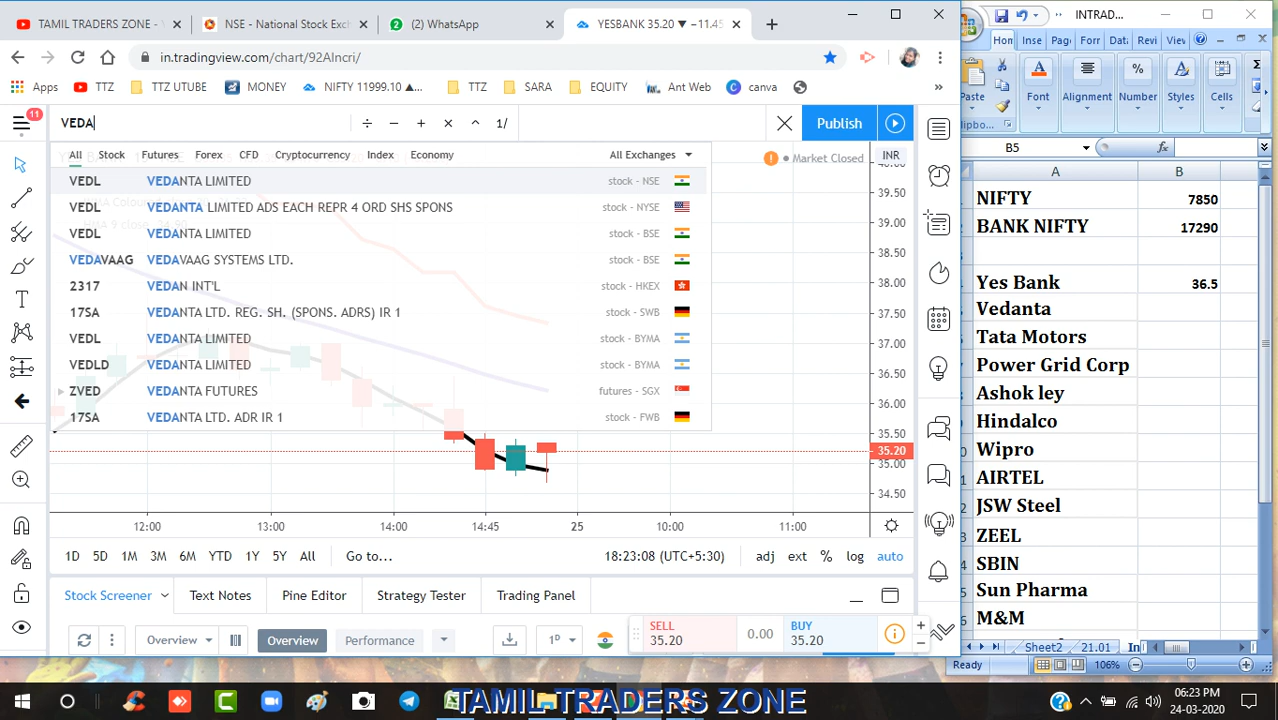 TAMIL TRADERS ZONE - Y
NSE - National Stock Exch
(2) WhatsApp
YESBANK 35.20 ▼ −11.45
in.tradingview.com/chart/92AIncri/
Apps
TTZ
TTZ UTUBE
MONEY
NIFTY 11999.10 ▲...
TTZ
SARA
EQUITY
Ant Web
canva
»
11
VEDA
1/
Publish
All
Stock
Futures
Forex
CFD
Cryptocurrency
Index
Economy
All Exchanges
Market Closed
INR
VEDL VEDANTA LIMITED stock - NSE
VEDL VEDANTA LIMITED ADS EACH REPR 4 ORD SHS SPONS stock - NYSE
VEDL VEDANTA LIMITED stock - BSE
VEDAVAAG VEDAVAAG SYSTEMS LTD. stock - BSE
2317 VEDAN INT'L stock - HKEX
17SA VEDANTA LTD. REG. SH. (SPONS. ADRS) IR 1 stock - SWB
VEDL VEDANTA LIMITED stock - BYMA
VEDLD VEDANTA LIMITED stock - BYMA
ZVED VEDANTA FUTURES futures - SGX
17SA VEDANTA LTD. ADR IR 1 stock - FWB
39.50
39.00
38.50
38.00
37.50
37.00
36.50
36.00
35.50
35.20
35.00
34.50
12:00 13:00 14:00 14:45 25 10:00 11:00
1D 5D 1M 3M 6M YTD 1Y 5Y All Go to...
18:23:08 (UTC+5:30) adj ext % log auto
Stock Screener
Text Notes
Pine Editor
Strategy Tester
Trading Panel
Overview
Overview
Performance
1D
SELL
35.20
0.00
BUY
35.20
INTRAD...
Hon Inse Pag Forr Data Revi View
Paste
Font
Alignment
Number
Styles
Cells
B5
A B
NIFTY 7850
BANK NIFTY 17290
Yes Bank 36.5
Vedanta
Tata Motors
Power Grid Corp
Ashok ley
Hindalco
Wipro
AIRTEL
JSW Steel
ZEEL
SBIN
Sun Pharma
M&M
Sheet2 21.01 In
Ready
106%
TAMIL TRADERS ZONE
06:23 PM
24-03-2020